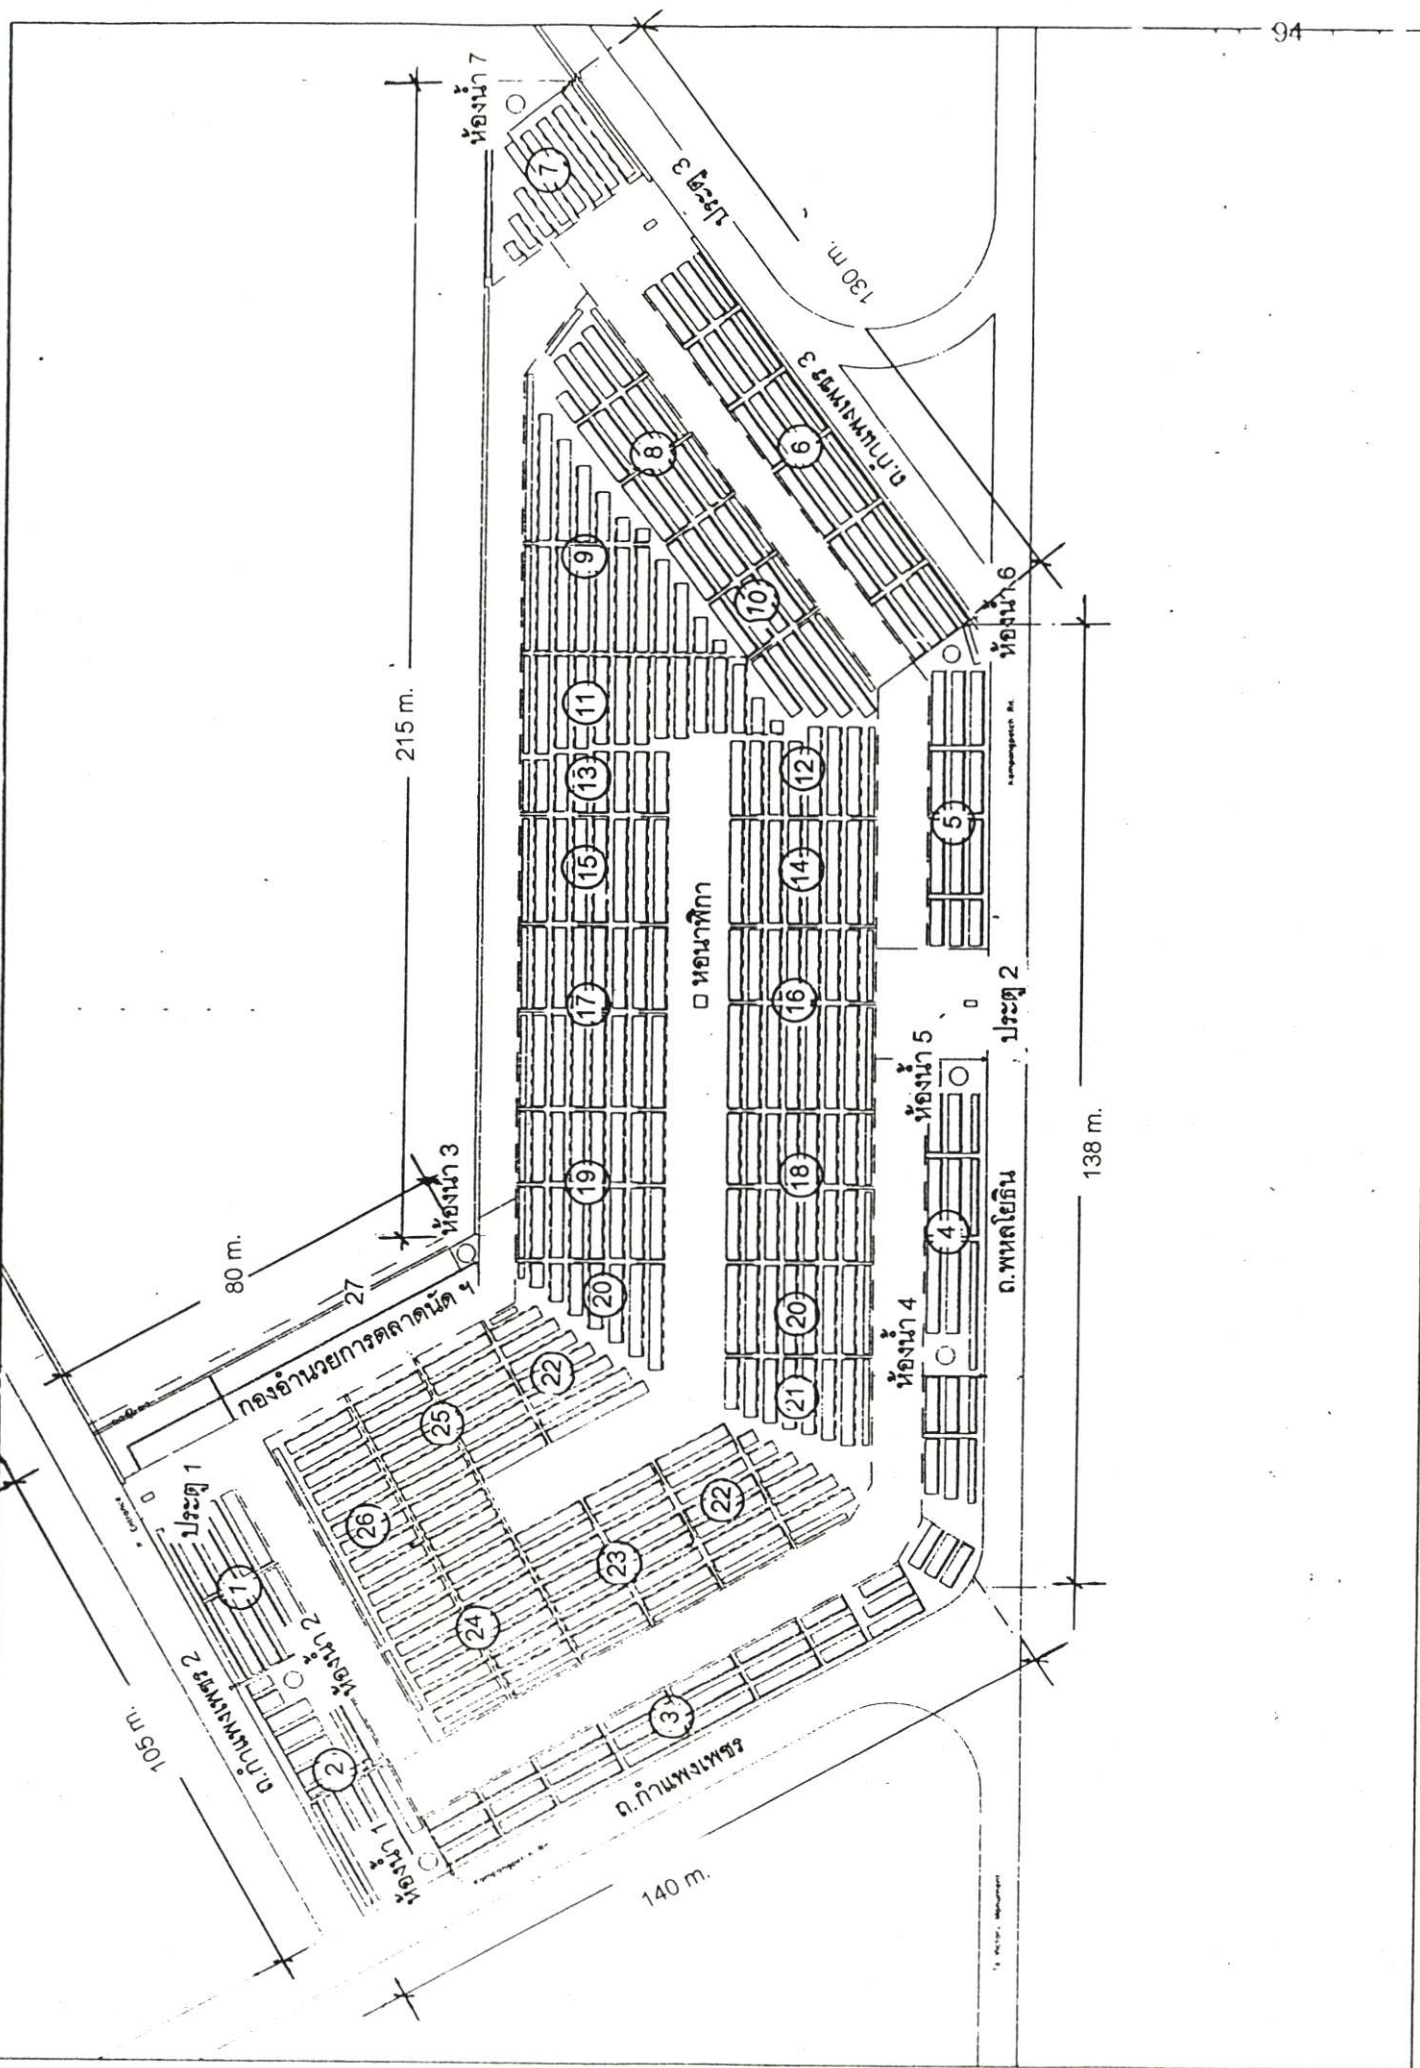 94
ห้องน้ำ 7
7
ประตู 3
130 m.
ถ.กำแพงเพชร 3
6
8
9
10
215 m.
11
13
15
17
19
20
12
14
16
18
20
21
หอนาฬิกา
5
ห้องน้ำ 6
Kampangpetch Rd.
ประตู 2
ห้องน้ำ 5
138 m.
4
ถ.พหลโยธิน
ห้องน้ำ 4
ห้องน้ำ 3
80 m.
27
กองอำนวยการตลาดนัด ฯ
22
25
26
24
23
22
ประตู 1
1
ห้องน้ำ 2
2
ถ.กำแพงเพชร 2
105 m.
ห้องน้ำ 1
3
ถ.กำแพงเพชร
140 m.